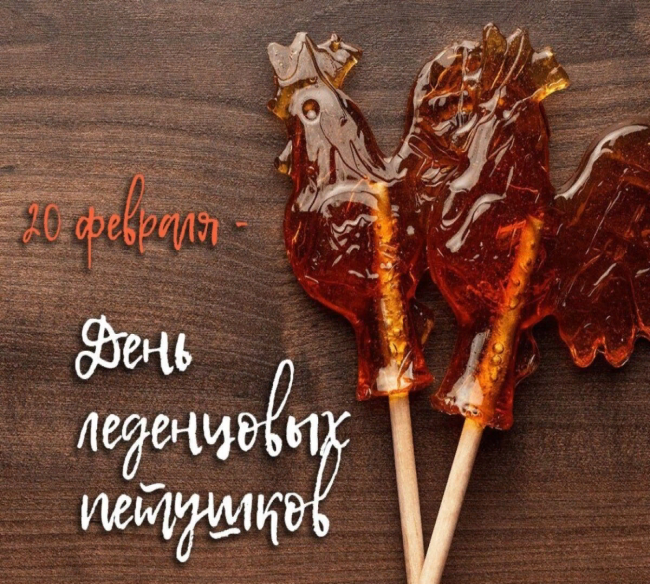 20 февраля -
День
леденцовых
петушков